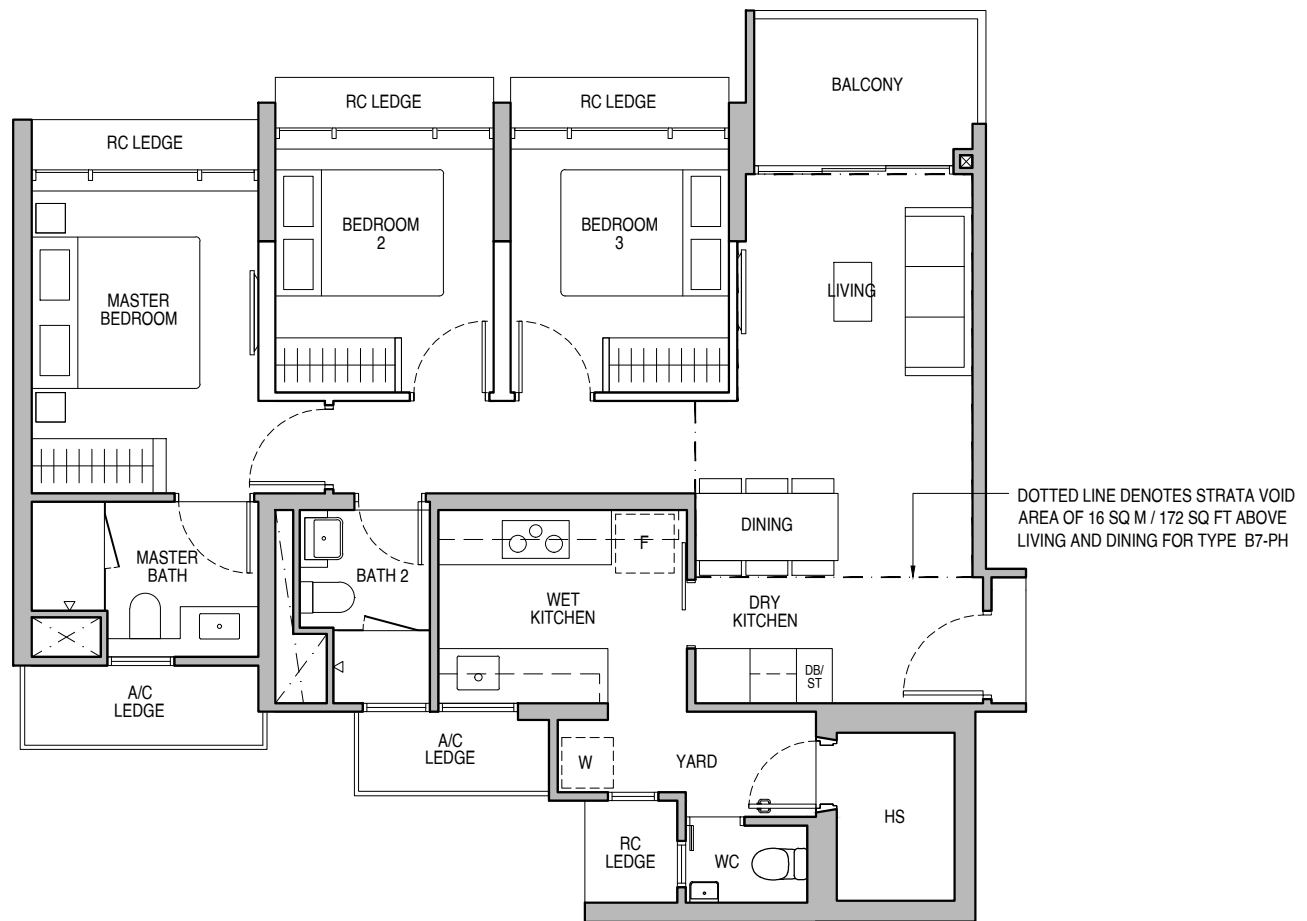 BALCONY
RC LEDGE
RC LEDGE
RC LEDGE
BEDROOM
2
BEDROOM
3
LIVING
MASTER
BEDROOM
DOTTED LINE DENOTES STRATA VOID
AREA OF 16 SQ M / 172 SQ FT ABOVE
LIVING AND DINING FOR TYPE B7-PH
DINING
F
MASTER
BATH
BATH 2
WET
KITCHEN
DRY
KITCHEN
DB/
ST
A/C
LEDGE
A/C
LEDGE
W
YARD
HS
RC
LEDGE
WC